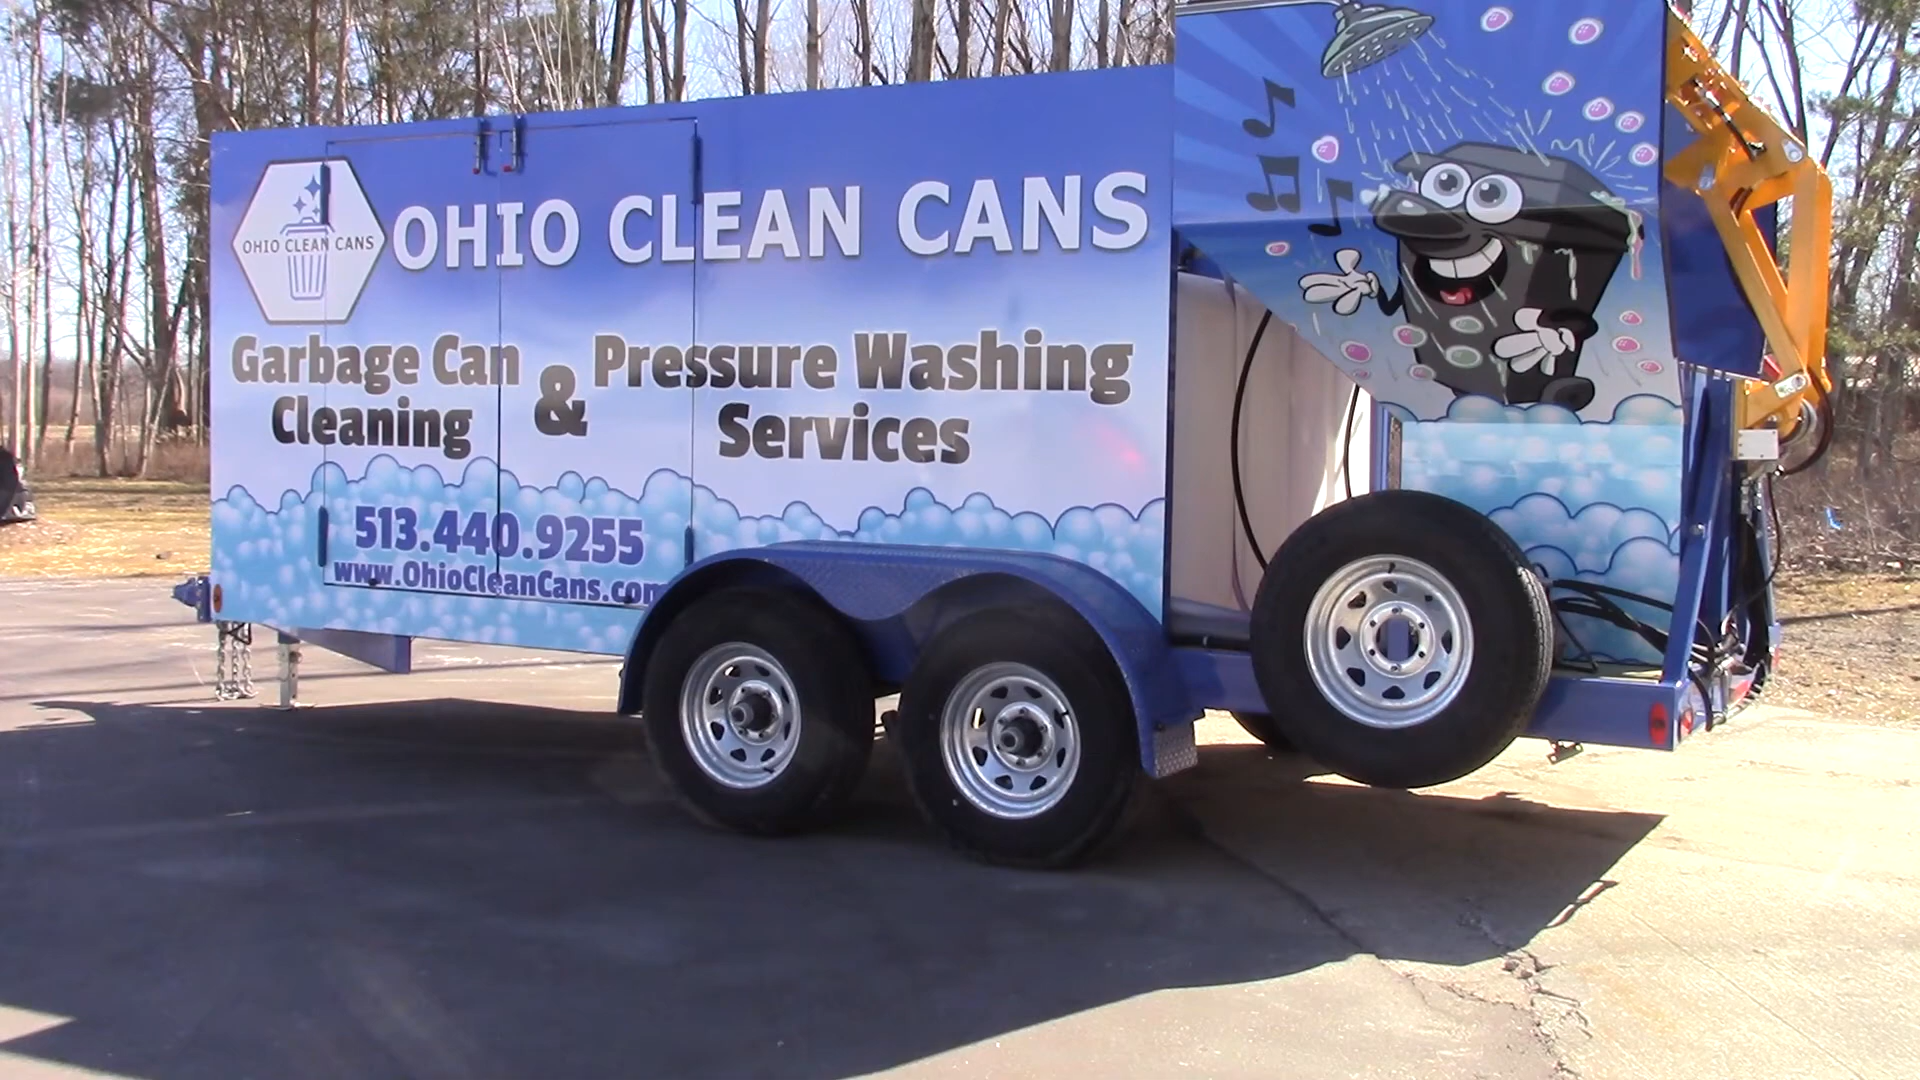 OHIO CLEAN CANS
OHIO CLEAN CANS
Garbage Can
Cleaning
&
Pressure Washing
Services
513.440.9255
www.OhioCleanCans.com